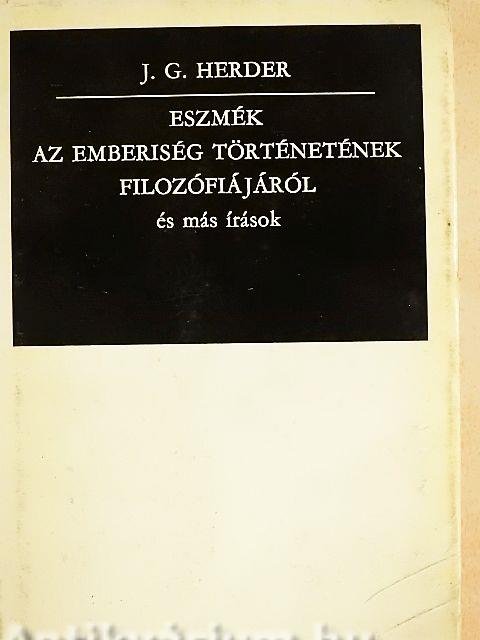 J. G. HERDER
ESZMÉK
AZ EMBERISÉG TÖRTÉNETÉNEK
FILOZÓFIÁJÁRÓL
és más írások